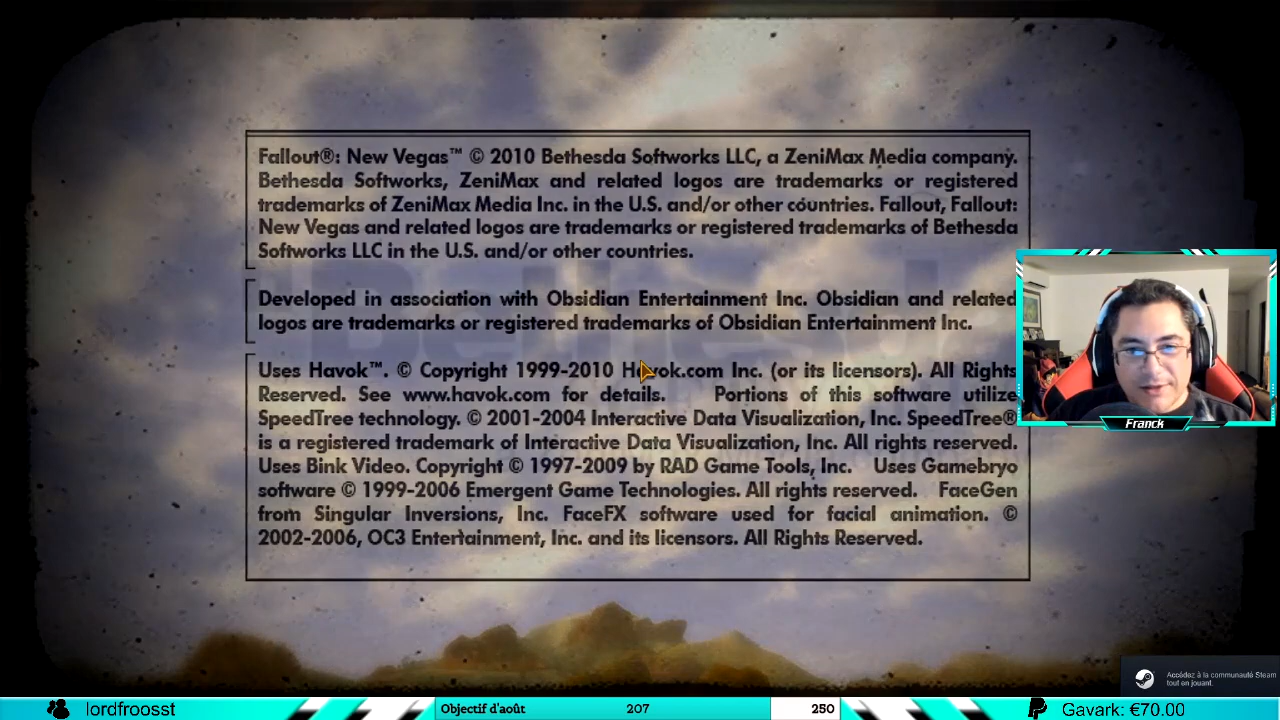 Fallout®: New Vegas™ © 2010 Bethesda Softworks LLC, a ZeniMax Media company.
Bethesda Softworks, ZeniMax and related logos are trademarks or registered
trademarks of ZeniMax Media Inc. in the U.S. and/or other countries. Fallout, Fallout:
New Vegas and related logos are trademarks or registered trademarks of Bethesda
Softworks LLC in the U.S. and/or other countries.
Developed in association with Obsidian Entertainment Inc. Obsidian and related
logos are trademarks or registered trademarks of Obsidian Entertainment Inc.
Uses Havok™. © Copyright 1999-2010 Havok.com Inc. (or its licensors). All Rights
Reserved. See www.havok.com for details. Portions of this software utilize
SpeedTree technology. © 2001-2004 Interactive Data Visualization, Inc. SpeedTree®
is a registered trademark of Interactive Data Visualization, Inc. All rights reserved.
Uses Bink Video. Copyright © 1997-2009 by RAD Game Tools, Inc. Uses Gamebryo
software © 1999-2006 Emergent Game Technologies. All rights reserved. FaceGen
from Singular Inversions, Inc. FaceFX software used for facial animation. ©
2002-2006, OC3 Entertainment, Inc. and its licensors. All Rights Reserved.
Franck
Accédez à la communauté Steam
tout en jouant.
lordfroosst
Objectif d'août 207 250
Gavark: €70.00